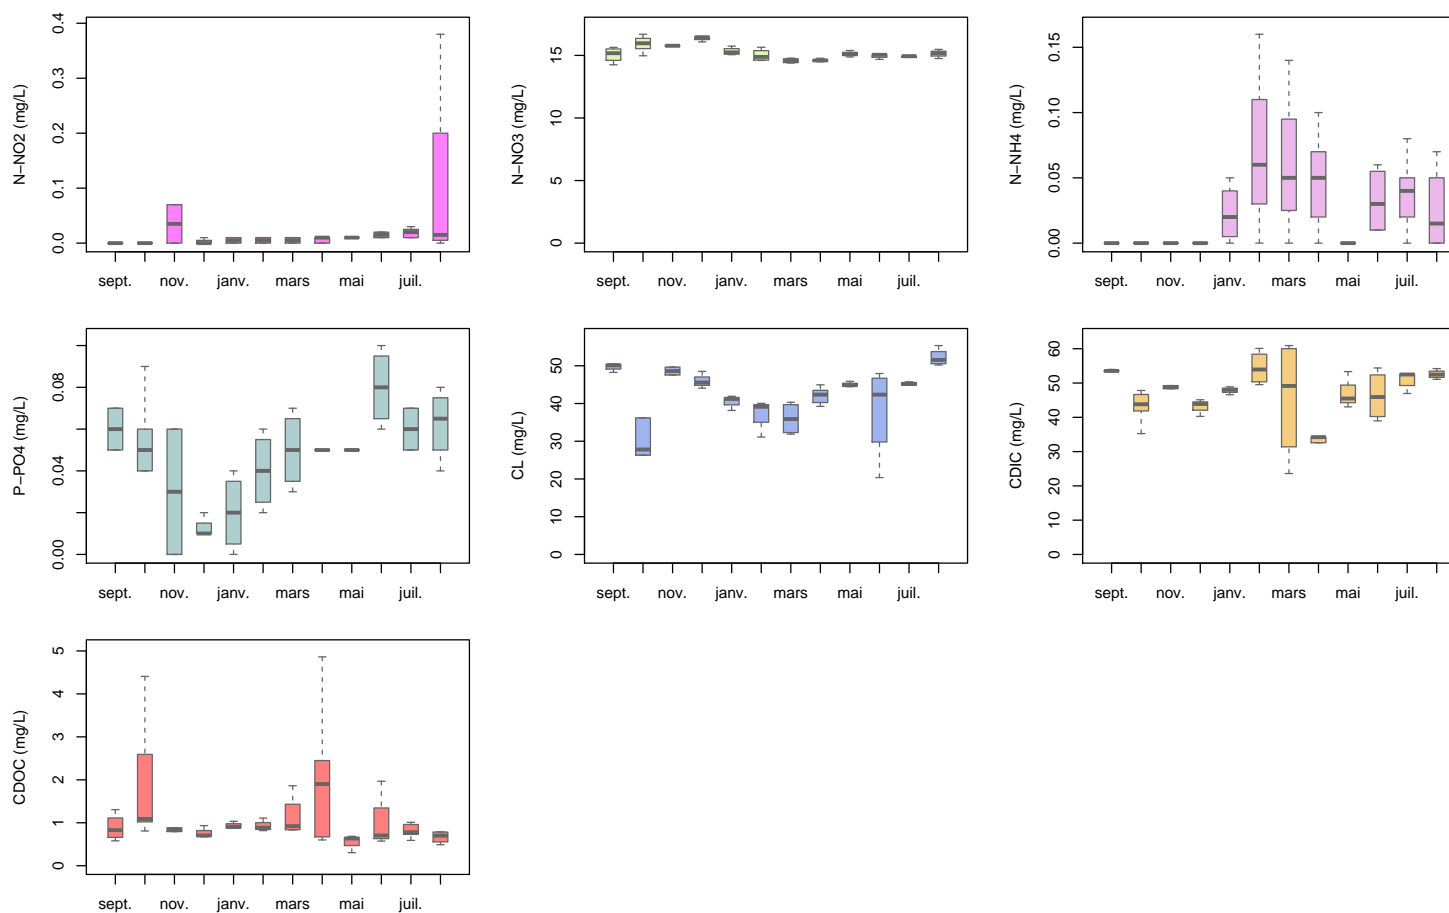 N−NO2 (mg/L)
0.0 0.1 0.2 0.3 0.4
sept. nov. janv. mars mai juil.
N−NO3 (mg/L)
0 5 10 15
sept. nov. janv. mars mai juil.
N−NH4 (mg/L)
0.00 0.05 0.10 0.15
sept. nov. janv. mars mai juil.
P−PO4 (mg/L)
0.00 0.04 0.08
sept. nov. janv. mars mai juil.
CL (mg/L)
0 10 20 30 40 50
sept. nov. janv. mars mai juil.
CDIC (mg/L)
0 10 20 30 40 50 60
sept. nov. janv. mars mai juil.
CDOC (mg/L)
0 1 2 3 4 5
sept. nov. janv. mars mai juil.